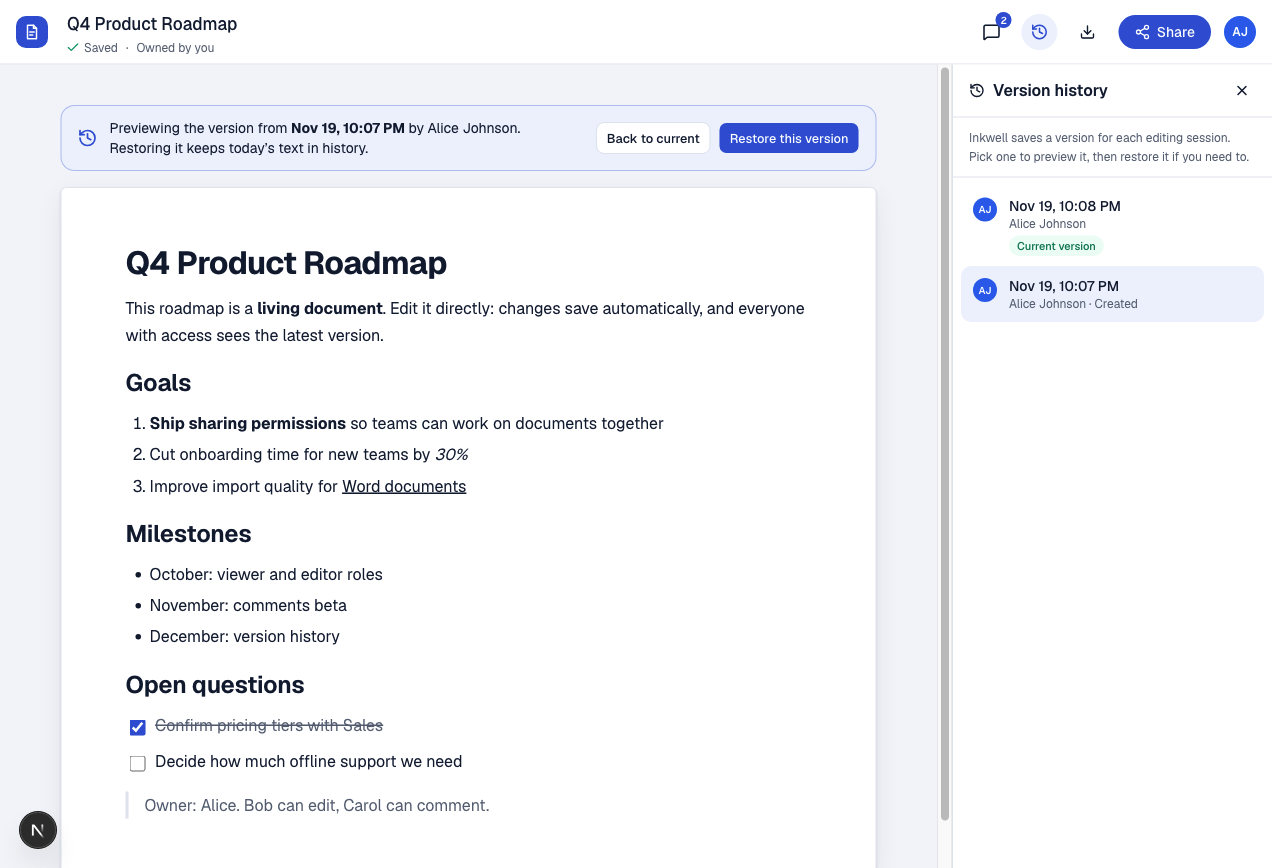 Q4 Product Roadmap
Saved · Owned by you
2
Share
AJ
Previewing the version from Nov 19, 10:07 PM by Alice Johnson.
Restoring it keeps today's text in history.
Back to current
Restore this version
Q4 Product Roadmap
This roadmap is a living document. Edit it directly: changes save automatically, and everyone
with access sees the latest version.
Goals
1. Ship sharing permissions so teams can work on documents together
2. Cut onboarding time for new teams by 30%
3. Improve import quality for Word documents
Milestones
• October: viewer and editor roles
• November: comments beta
• December: version history
Open questions
Confirm pricing tiers with Sales
Decide how much offline support we need
Owner: Alice. Bob can edit, Carol can comment.
N
Version history
Inkwell saves a version for each editing session.
Pick one to preview it, then restore it if you need to.
AJ
Nov 19, 10:08 PM
Alice Johnson
Current version
AJ
Nov 19, 10:07 PM
Alice Johnson · Created